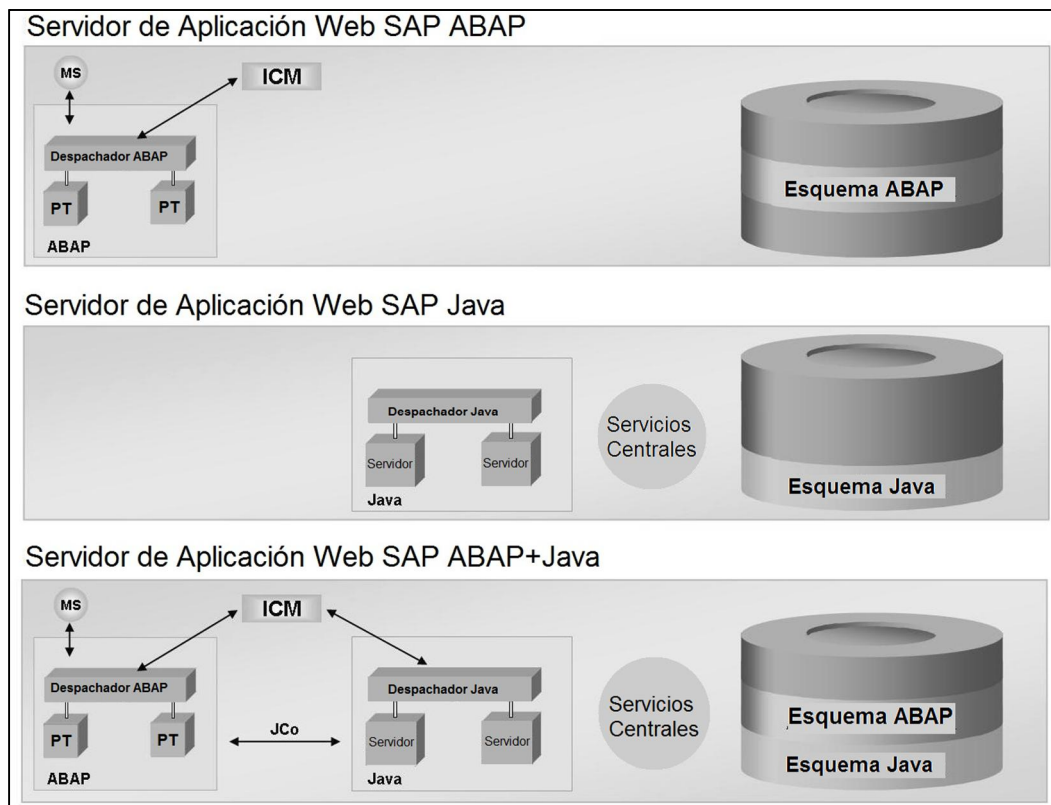 Servidor de Aplicación Web SAP ABAP
MS
ICM
Despachador ABAP
PT
PT
ABAP
Esquema ABAP
Servidor de Aplicación Web SAP Java
Despachador Java
Servidor
Servidor
Java
Servicios
Centrales
Esquema Java
Servidor de Aplicación Web SAP ABAP+Java
MS
ICM
Despachador ABAP
PT
PT
ABAP
JCo
Despachador Java
Servidor
Servidor
Java
Servicios
Centrales
Esquema ABAP
Esquema Java